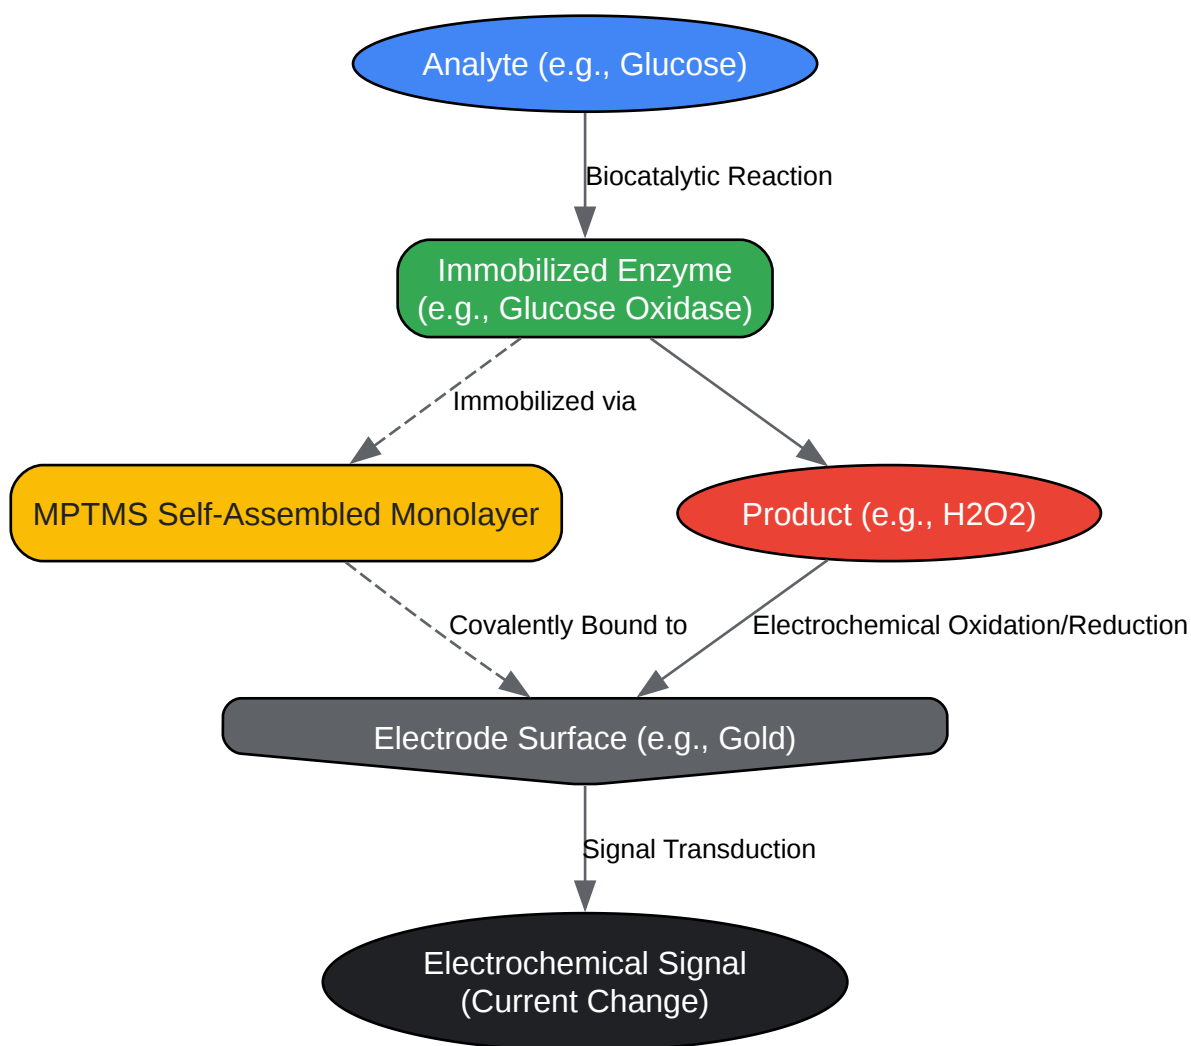 Analyte (e.g., Glucose)
Biocatalytic Reaction
Immobilized Enzyme
(e.g., Glucose Oxidase)
Immobilized via
MPTMS Self-Assembled Monolayer
Product (e.g., H2O2)
Covalently Bound to
Electrochemical Oxidation/Reduction
Electrode Surface (e.g., Gold)
Signal Transduction
Electrochemical Signal
(Current Change)